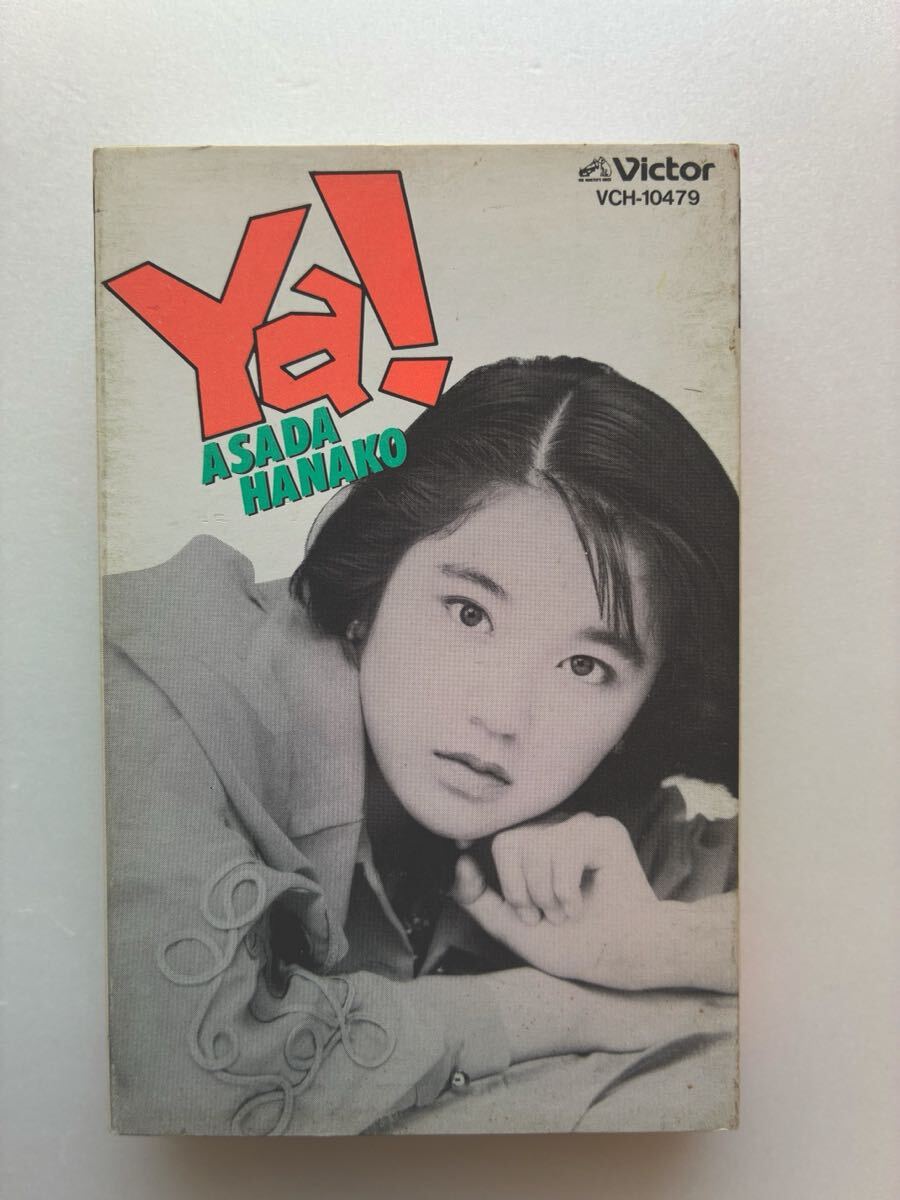 Victor
VCH-10479
Ya!
ASADA
HANAKO